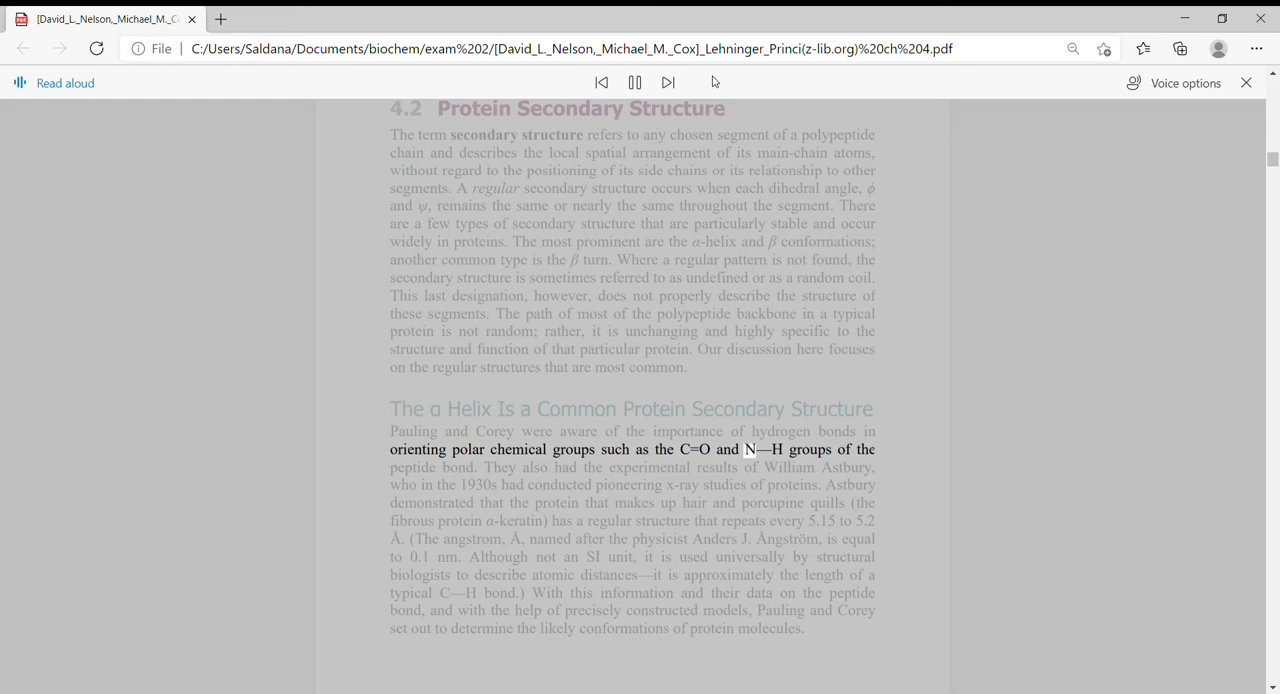 [David_L._Nelson,_Michael_M._C
File | C:/Users/Saldana/Documents/biochem/exam%202/[David_L._Nelson,_Michael_M._Cox]_Lehninger_Princi(z-lib.org)%20ch%204.pdf
Read aloud
Voice options
4.2 Protein Secondary Structure
The term secondary structure refers to any chosen segment of a polypeptide
chain and describes the local spatial arrangement of its main-chain atoms,
without regard to the positioning of its side chains or its relationship to other
segments. A regular secondary structure occurs when each dihedral angle, ϕ
and ψ, remains the same or nearly the same throughout the segment. There
are a few types of secondary structure that are particularly stable and occur
widely in proteins. The most prominent are the α-helix and β conformations;
another common type is the β turn. Where a regular pattern is not found, the
secondary structure is sometimes referred to as undefined or as a random coil.
This last designation, however, does not properly describe the structure of
these segments. The path of most of the polypeptide backbone in a typical
protein is not random; rather, it is unchanging and highly specific to the
structure and function of that particular protein. Our discussion here focuses
on the regular structures that are most common.
The α Helix Is a Common Protein Secondary Structure
Pauling and Corey were aware of the importance of hydrogen bonds in
orienting polar chemical groups such as the C=O and N—H groups of the
peptide bond. They also had the experimental results of William Astbury,
who in the 1930s had conducted pioneering x-ray studies of proteins. Astbury
demonstrated that the protein that makes up hair and porcupine quills (the
fibrous protein α-keratin) has a regular structure that repeats every 5.15 to 5.2
Å. (The angstrom, Å, named after the physicist Anders J. Ångström, is equal
to 0.1 nm. Although not an SI unit, it is used universally by structural
biologists to describe atomic distances—it is approximately the length of a
typical C—H bond.) With this information and their data on the peptide
bond, and with the help of precisely constructed models, Pauling and Corey
set out to determine the likely conformations of protein molecules.